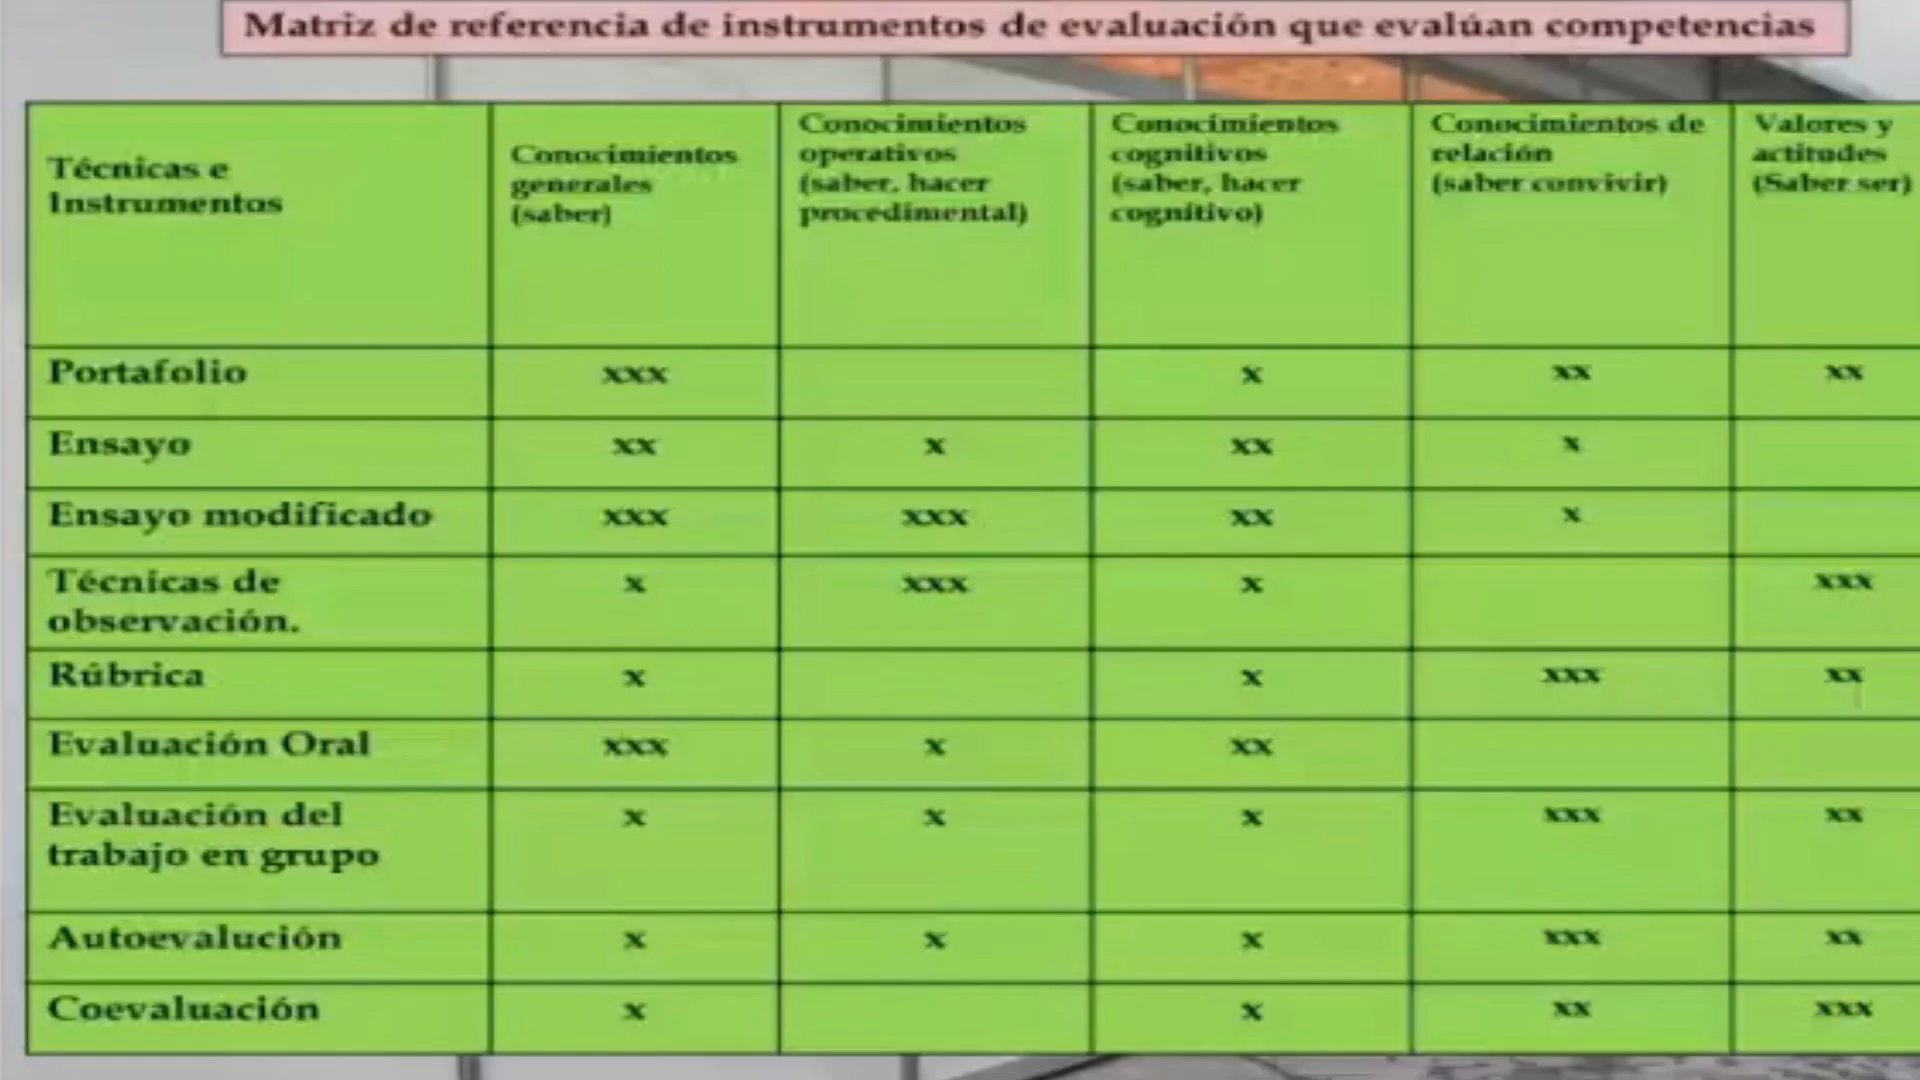 Matriz de referencia de instrumentos de evaluación que evalúan competencias
Técnicas e
Instrumentos
Conocimientos
generales
(saber)
Conocimientos
operativos
(saber, hacer
procedimental)
Conocimientos
cognitivos
(saber, hacer
cognitivo)
Conocimientos de
relación
(saber convivir)
Valores y
actitudes
(Saber ser)
Portafolio xxx x xx xx
Ensayo xx x xx x
Ensayo modificado xxx xxx xx x
Técnicas de
observación.
x xxx x xxx
Rúbrica x x xxx xx
Evaluación Oral xxx x xx
Evaluación del
trabajo en grupo
x x x xxx xx
Autoevalución x x x xxx xx
Coevaluación x x xx xxx